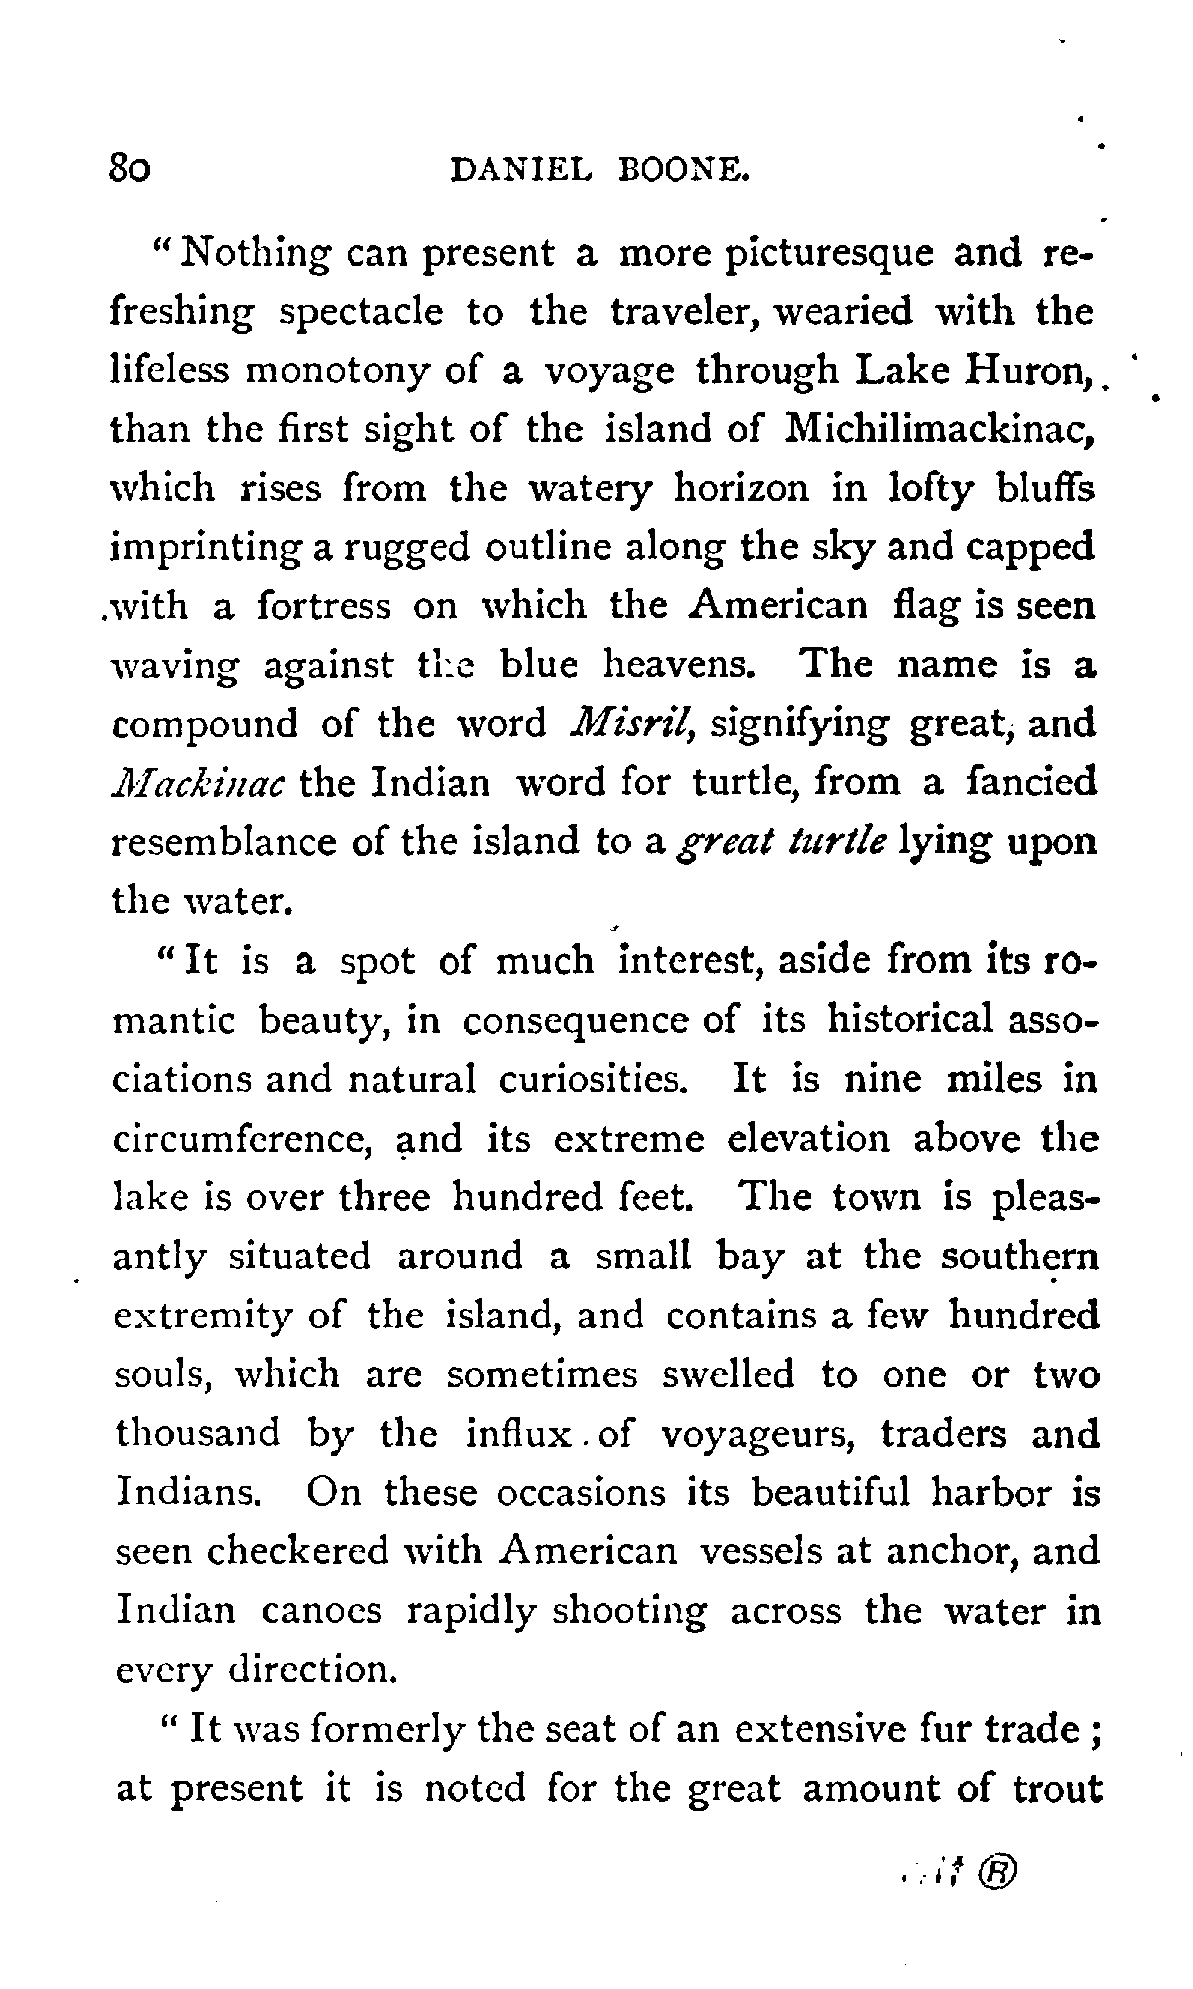 80 DANIEL BOONE.
" Nothing can present a more picturesque and re-
freshing spectacle to the traveler, wearied with the
lifeless monotony of a voyage through Lake Huron,
than the first sight of the island of Michilimackinac,
which rises from the watery horizon in lofty bluffs
imprinting a rugged outline along the sky and capped
with a fortress on which the American flag is seen
waving against the blue heavens. The name is a
compound of the word Misril, signifying great, and
Mackinac the Indian word for turtle, from a fancied
resemblance of the island to a great turtle lying upon
the water.
" It is a spot of much interest, aside from its ro-
mantic beauty, in consequence of its historical asso-
ciations and natural curiosities. It is nine miles in
circumference, and its extreme elevation above the
lake is over three hundred feet. The town is pleas-
antly situated around a small bay at the southern
extremity of the island, and contains a few hundred
souls, which are sometimes swelled to one or two
thousand by the influx of voyageurs, traders and
Indians. On these occasions its beautiful harbor is
seen checkered with American vessels at anchor, and
Indian canoes rapidly shooting across the water in
every direction.
" It was formerly the seat of an extensive fur trade ;
at present it is noted for the great amount of trout
®